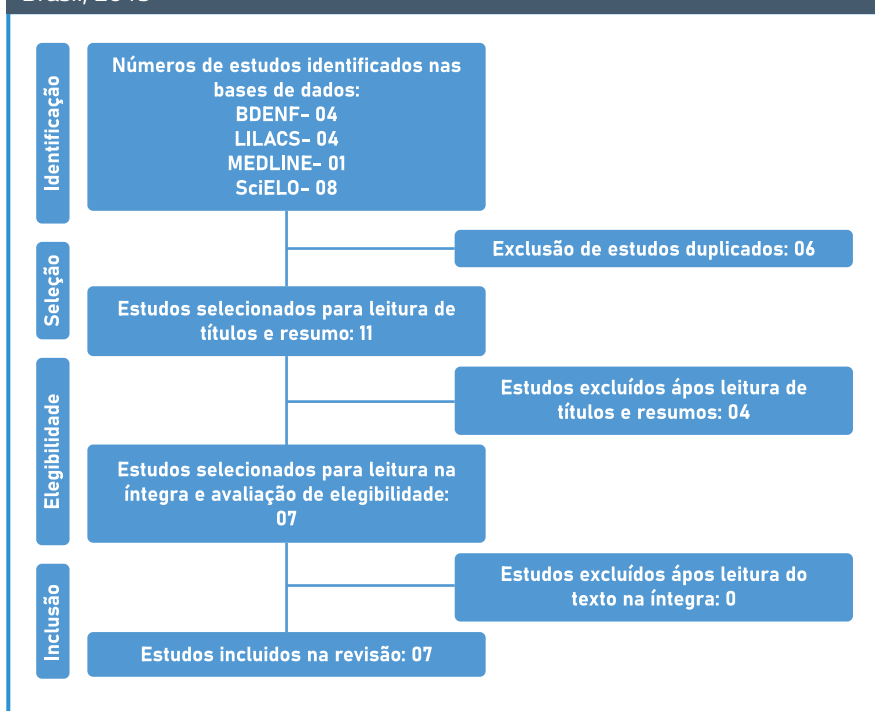 Identificação
Números de estudos identificados nas
bases de dados:
BDENF- 04
LILACS- 04
MEDLINE- 01
SciELO- 08
Exclusão de estudos duplicados: 06
Seleção
Estudos selecionados para leitura de
títulos e resumo: 11
Estudos excluídos ápos leitura de
títulos e resumos: 04
Elegibilidade
Estudos selecionados para leitura na
íntegra e avaliação de elegibilidade:
07
Estudos excluídos ápos leitura do
texto na íntegra: 0
Inclusão
Estudos incluidos na revisão: 07